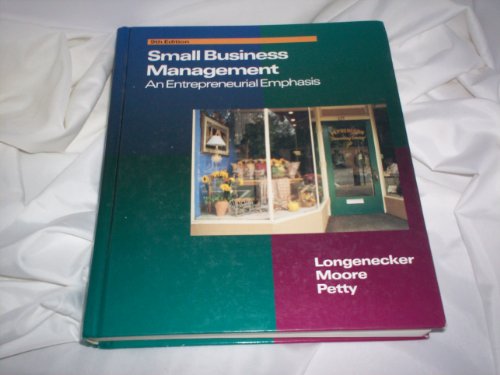 9th Edition
Small Business
Management
An Entrepreneurial Emphasis
Longenecker
Moore
Petty